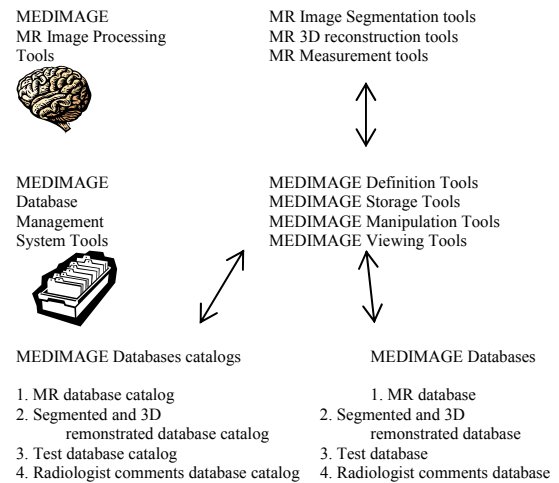 MEDIMAGE
MR Image Processing
Tools
MR Image Segmentation tools
MR 3D reconstruction tools
MR Measurement tools
MEDIMAGE
Database
Management
System Tools
MEDIMAGE Definition Tools
MEDIMAGE Storage Tools
MEDIMAGE Manipulation Tools
MEDIMAGE Viewing Tools
MEDIMAGE Databases catalogs
1. MR database catalog
2. Segmented and 3D
remonstrated database catalog
3. Test database catalog
4. Radiologist comments database catalog
MEDIMAGE Databases
1. MR database
2. Segmented and 3D
remonstrated database
3. Test database
4. Radiologist comments database